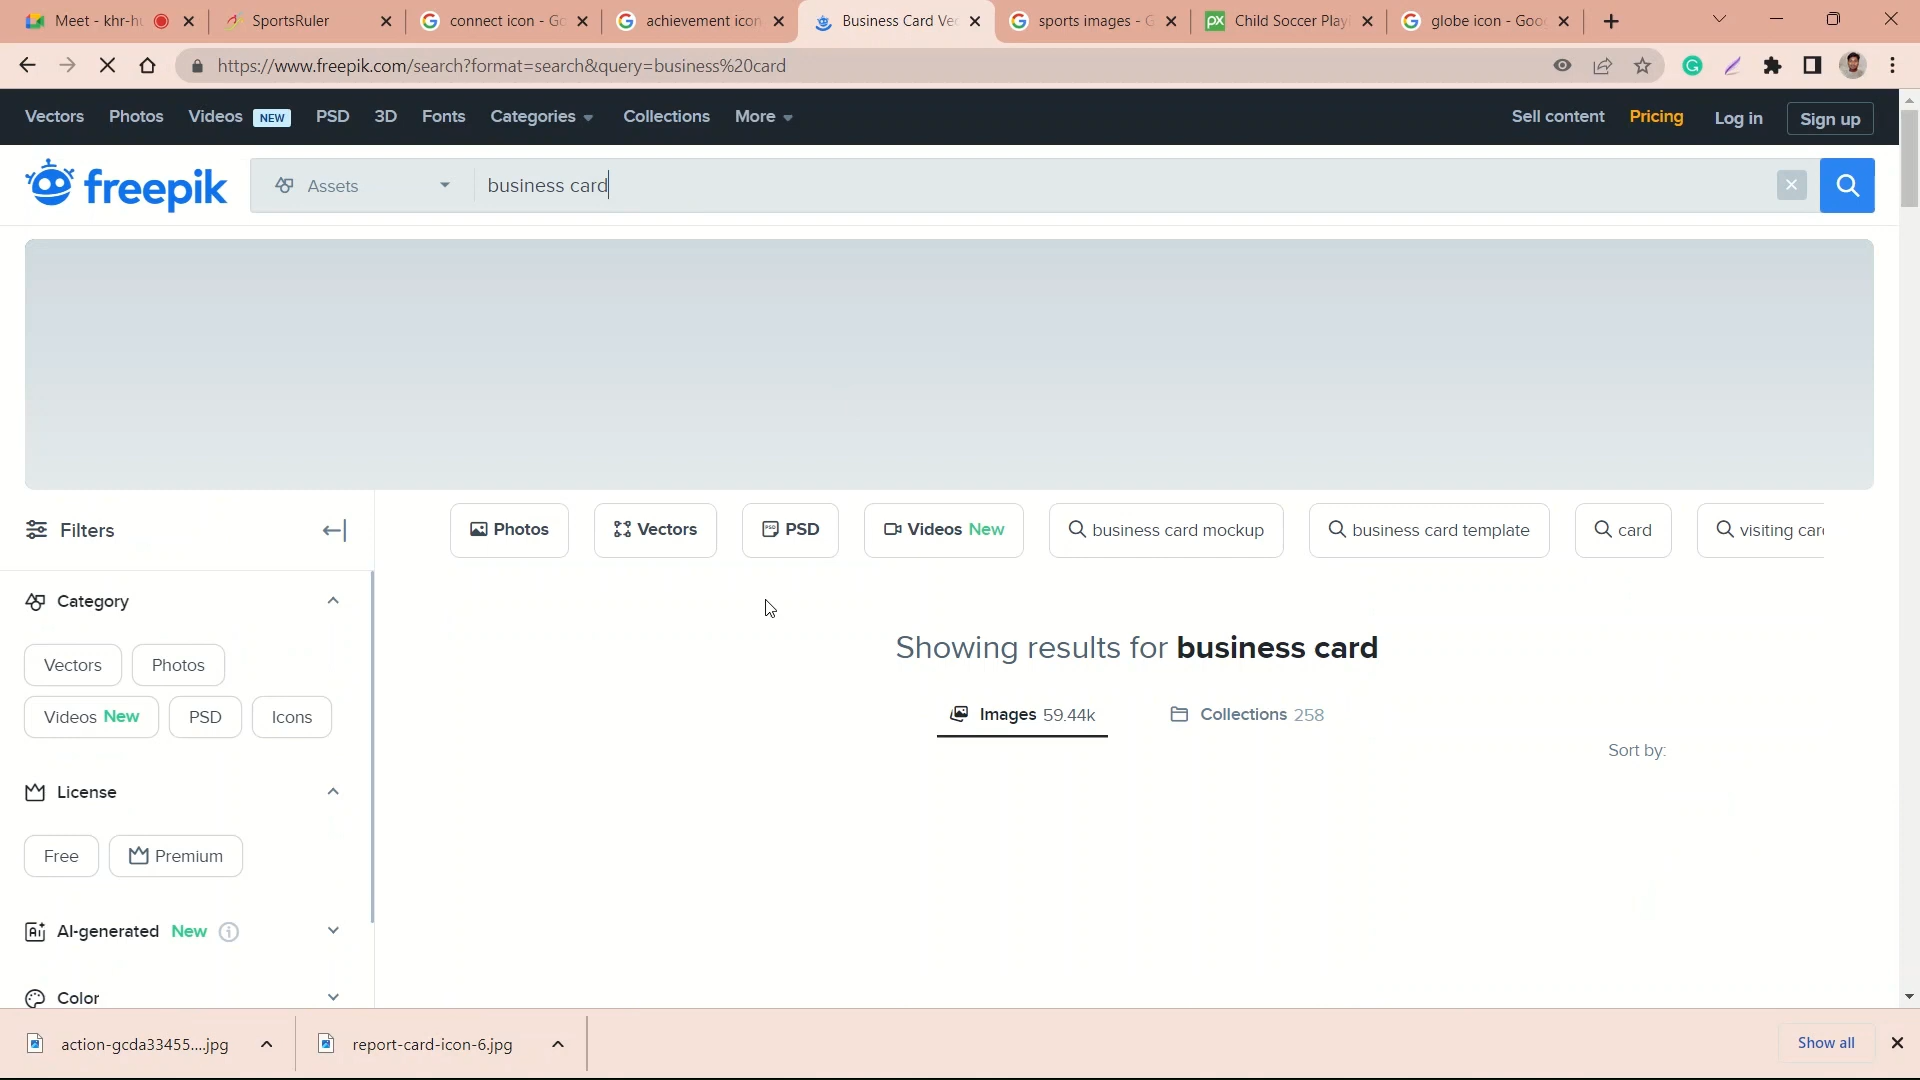 Meet - khr-hu
SportsRuler
connect icon - Go
achievement icon
Business Card Vec
sports images - G
Child Soccer Playi
globe icon - Goog
https://www.freepik.com/search?format=search&query=business%20card
Vectors Photos Videos NEW PSD 3D Fonts Categories Collections More Sell content Pricing Log in Sign up
freepik Assets business card
Filters Photos Vectors PSD Videos New business card mockup business card template card visiting car
Category
Showing results for business card
Vectors Photos
Videos New PSD Icons
Images 59.44k Collections 258
Sort by:
License
Free Premium
AI-generated New
Color
action-gcda33455....jpg report-card-icon-6.jpg Show all